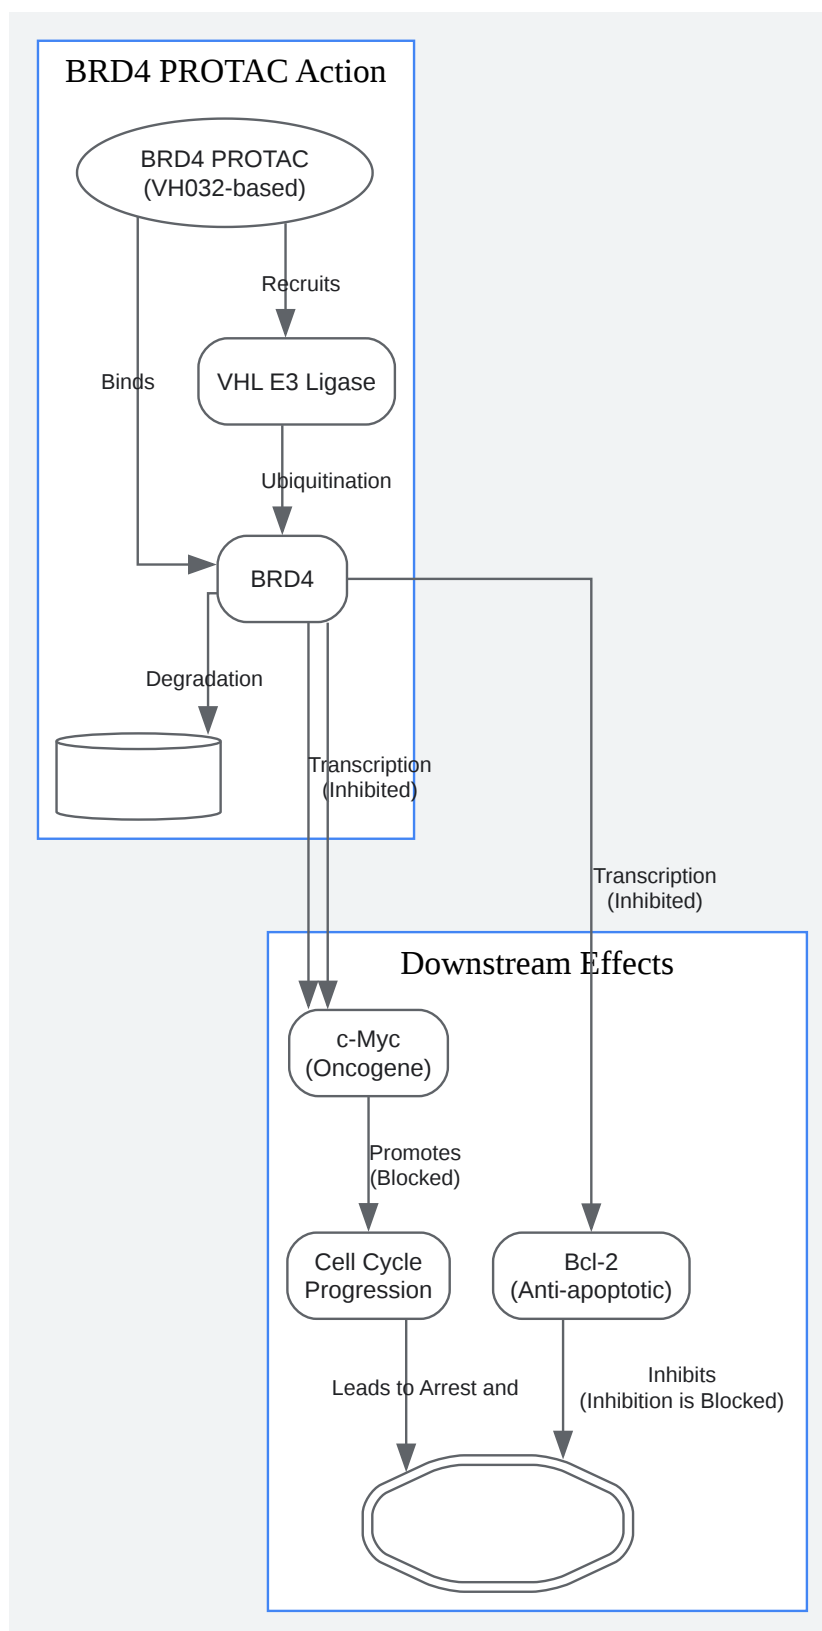 BRD4 PROTAC Action
BRD4 PROTAC
(VH032-based)
Recruits
Binds
VHL E3 Ligase
Ubiquitination
BRD4
Degradation
Transcription
(Inhibited)
Transcription
(Inhibited)
Downstream Effects
c-Myc
(Oncogene)
Promotes
(Blocked)
Cell Cycle
Progression
Bcl-2
(Anti-apoptotic)
Leads to Arrest and
Inhibits
(Inhibition is Blocked)